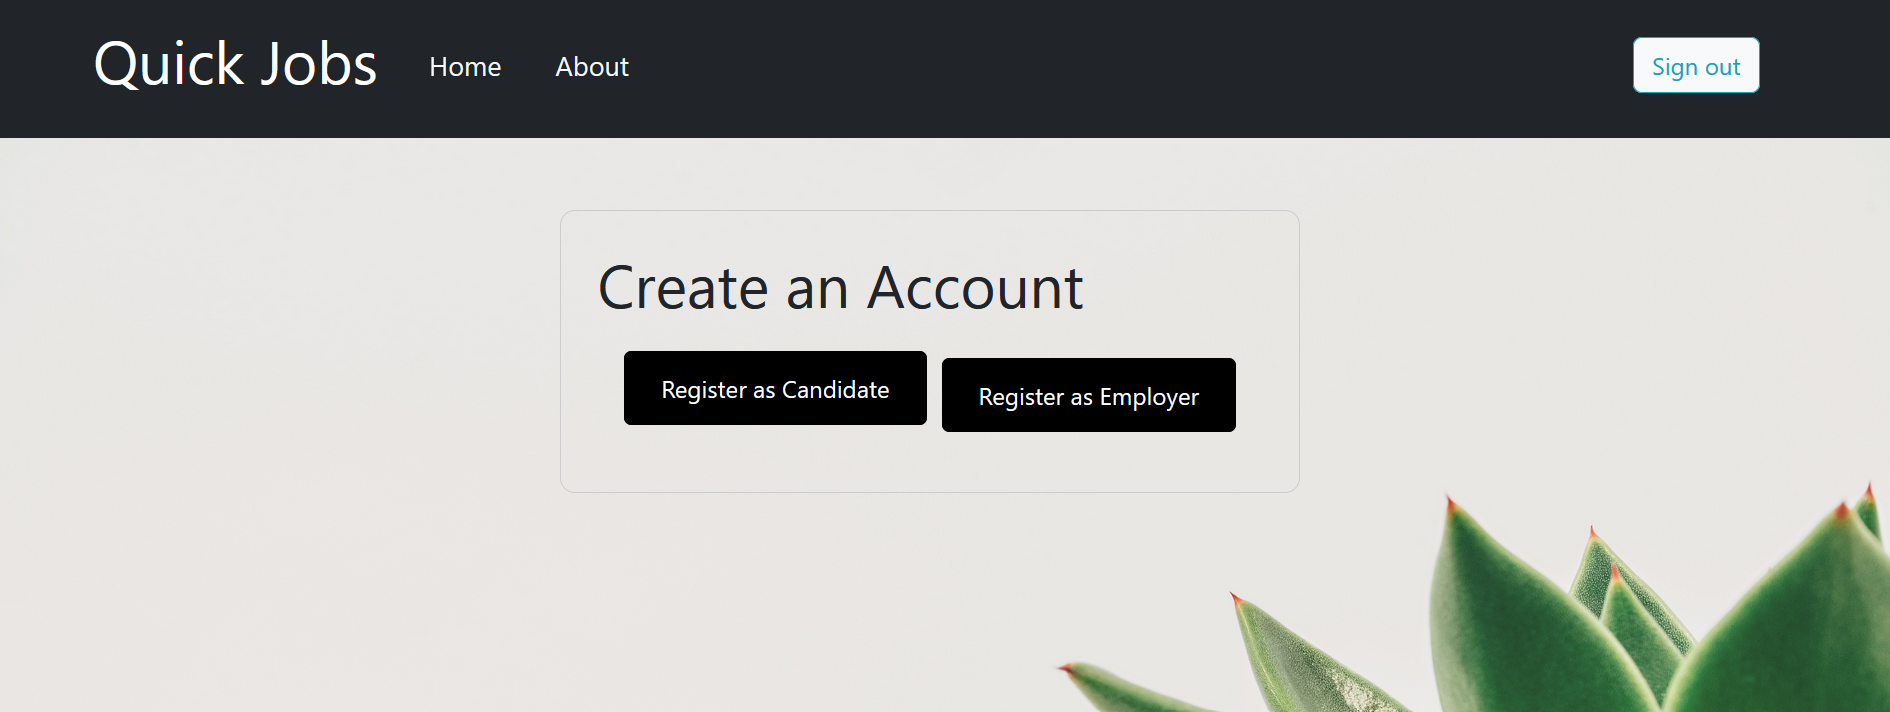 Quick Jobs Home About Sign out
Create an Account
Register as Candidate Register as Employer